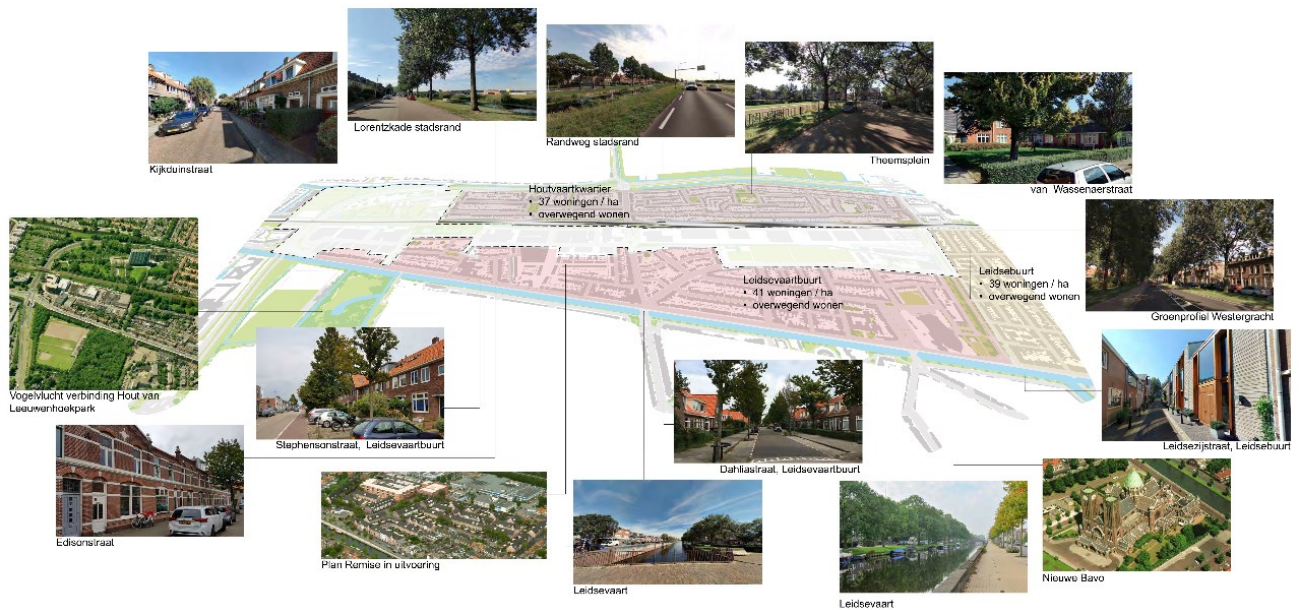 Kijkduinstraat
Lorentzkade stadsrand
Randweg stadsrand
Theemsplein
van Wassenaerstraat
Houtvaartkwartier
• 37 woningen / ha
• overwegend wonen
Leidsevaartbuurt
• 41 woningen / ha
• overwegend wonen
Leidsebuurt
• 39 woningen / ha
• overwegend wonen
Groenprofiel Westergracht
Vogelvlucht verbinding Hout van
Leeuwenhoekpark
Stephensonstraat, Leidsevaartbuurt
Dahliastraat, Leidsevaartbuurt
Leidsezijstraat, Leidsebuurt
Edisonstraat
Plan Remise in uitvoering
Leidsevaart
Leidsevaart
Nieuwe Bavo